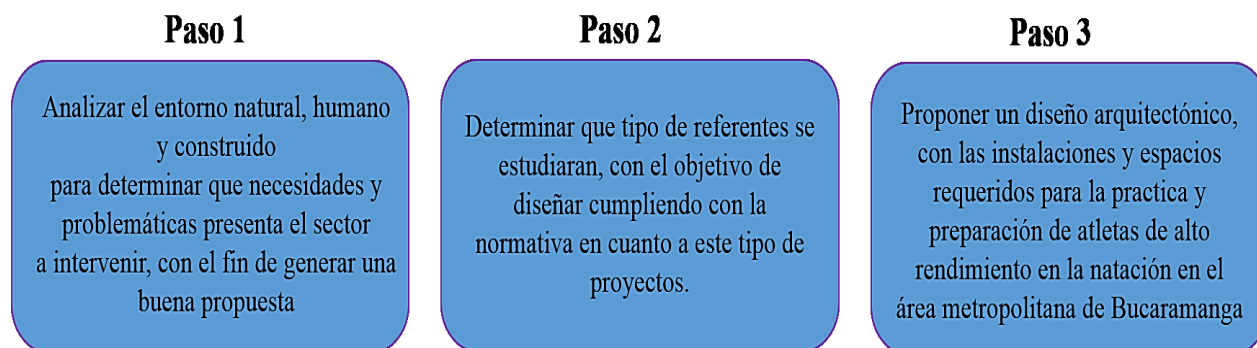 Paso 1
Analizar el entorno natural, humano
y construido
para determinar que necesidades y
problemáticas presenta el sector
a intervenir, con el fin de generar una
buena propuesta
Paso 2
Determinar que tipo de referentes se
estudiaran, con el objetivo de
diseñar cumpliendo con la
normativa en cuanto a este tipo de
proyectos.
Paso 3
Proponer un diseño arquitectónico,
con las instalaciones y espacios
requeridos para la practica y
preparación de atletas de alto
rendimiento en la natación en el
área metropolitana de Bucaramanga